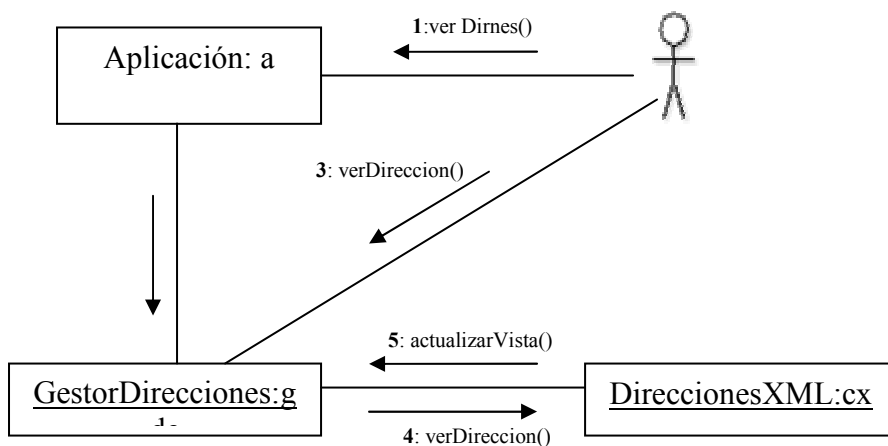 1:ver Dirnes()
Aplicación: a
3: verDireccion()
5: actualizarVista()
GestorDirecciones:g
DireccionesXML:cx
4: verDireccion()